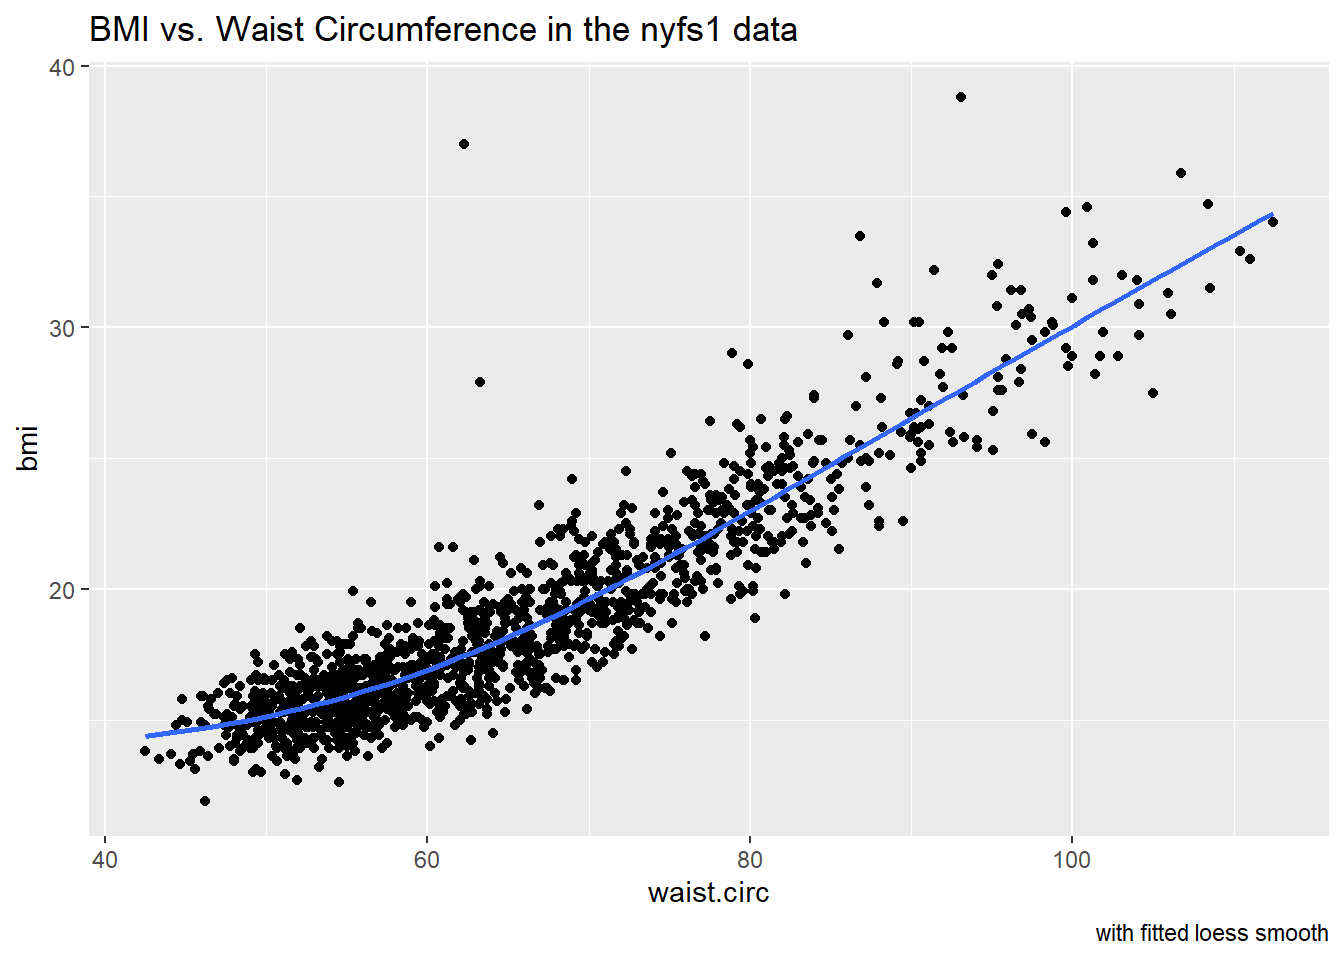 BMI vs. Waist Circumference in the nyfs1 data
40
30
20
bmi
40 60 80 100
waist.circ
with fitted loess smooth